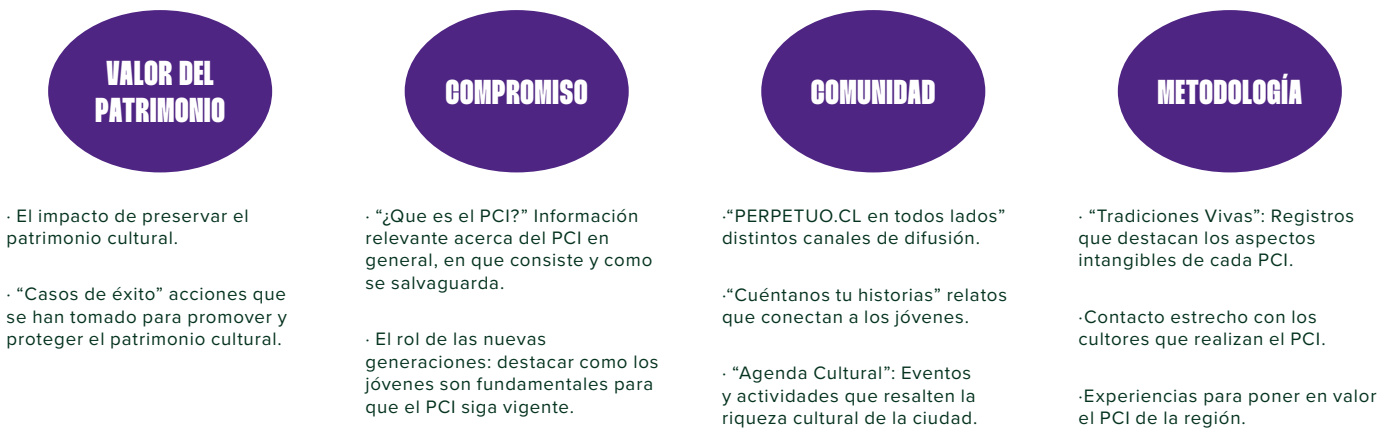 VALOR DEL
PATRIMONIO
· El impacto de preservar el
patrimonio cultural.
· “Casos de éxito” acciones que
se han tomado para promover y
proteger el patrimonio cultural.
COMPROMISO
· “¿Que es el PCI?” Información
relevante acerca del PCI en
general, en que consiste y como
se salvaguarda.
· El rol de las nuevas
generaciones: destacar como los
jóvenes son fundamentales para
que el PCI siga vigente.
COMUNIDAD
·“PERPETUO.CL en todos lados”
distintos canales de difusión.
·“Cuéntanos tu historias” relatos
que conectan a los jóvenes.
· “Agenda Cultural”: Eventos
y actividades que resalten la
riqueza cultural de la ciudad.
METODOLOGÍA
· “Tradiciones Vivas”: Registros
que destacan los aspectos
intangibles de cada PCI.
·Contacto estrecho con los
cultores que realizan el PCI.
·Experiencias para poner en valor
el PCI de la región.